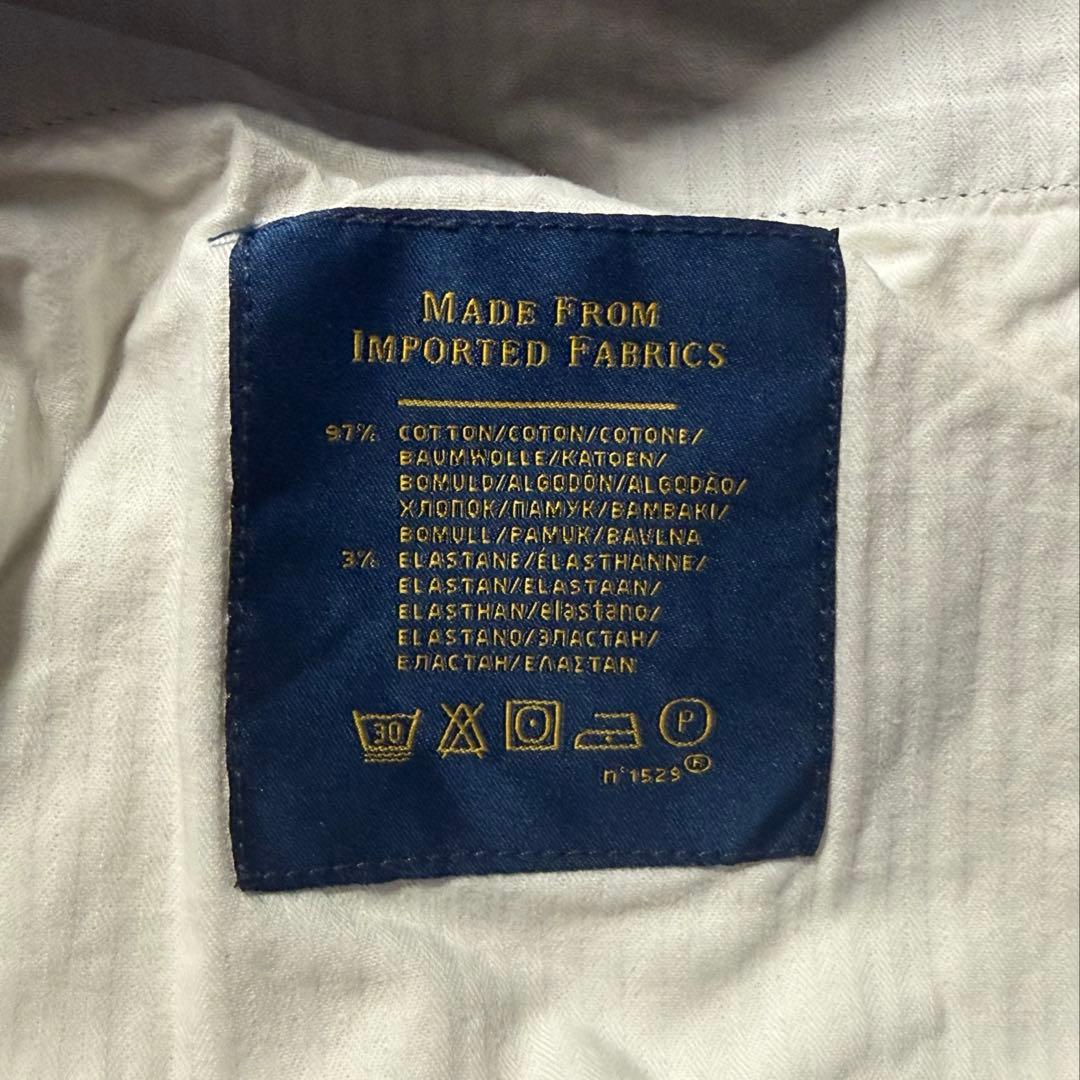 MADE FROM
IMPORTED FABRICS
97% COTTON/COTON/COTONE/
BAUMWOLLE/KATOEN/
BOMULD/ALGODÓN/ALGODÃO/
ХЛОПОК/ПАМУК/BAMBAKI/
BOMULL/PAMUK/BAVLNA
3% ELASTANE/ÉLASTHANNE/
ELASTAN/ELASTAAN/
ELASTHAN/elastano/
ELASTANO/ЭЛАСТАН/
ЕЛАСТАН/ΕΛΑΣΤΑΝ
30
P
n°1529 ®